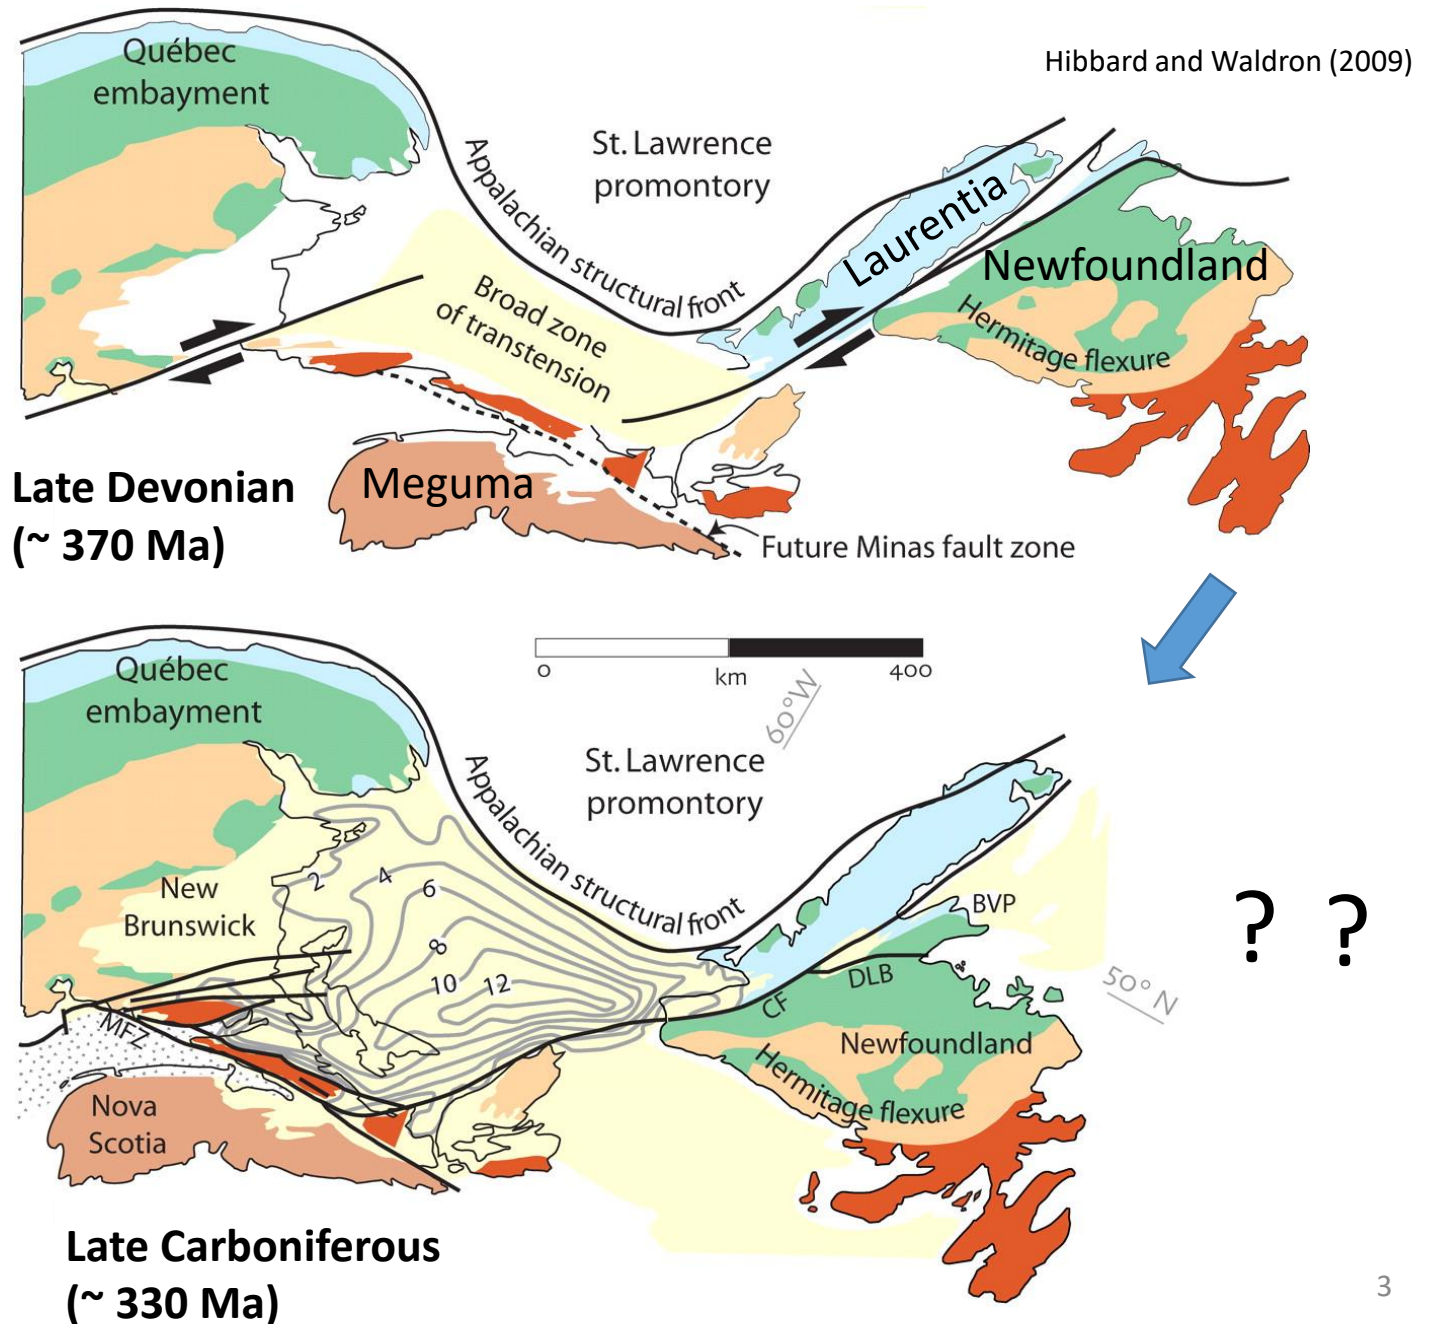 Hibbard and Waldron (2009)
Québec
embayment
St. Lawrence
promontory
Appalachian structural front
Laurentia
Newfoundland
Broad zone
of transtension
Hermitage flexure
Late Devonian
(~ 370 Ma)
Meguma
Future Minas fault zone
0
km
400
60°W
Québec
embayment
St. Lawrence
promontory
Appalachian structural front
2
4
6
8
10
12
New
Brunswick
BVP
DLB
CF
? ?
50° N
MFZ
Newfoundland
Hermitage flexure
Nova
Scotia
Late Carboniferous
(~ 330 Ma)
3